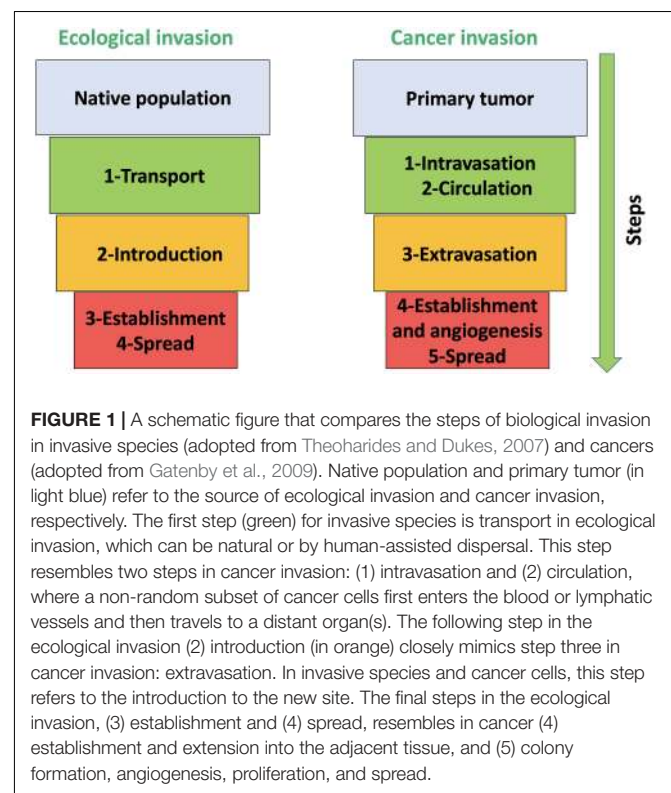 Ecological invasion
Cancer invasion
Native population
Primary tumor
1-Transport
1-Intravasation
2-Circulation
2-Introduction
3-Extravasation
3-Establishment
4-Spread
4-Establishment
and angiogenesis
5-Spread
Steps
FIGURE 1 | A schematic figure that compares the steps of biological invasion
in invasive species (adopted from Theoharides and Dukes, 2007) and cancers
(adopted from Gatenby et al., 2009). Native population and primary tumor (in
light blue) refer to the source of ecological invasion and cancer invasion,
respectively. The first step (green) for invasive species is transport in ecological
invasion, which can be natural or by human-assisted dispersal. This step
resembles two steps in cancer invasion: (1) intravasation and (2) circulation,
where a non-random subset of cancer cells first enters the blood or lymphatic
vessels and then travels to a distant organ(s). The following step in the
ecological invasion (2) introduction (in orange) closely mimics step three in
cancer invasion: extravasation. In invasive species and cancer cells, this step
refers to the introduction to the new site. The final steps in the ecological
invasion, (3) establishment and (4) spread, resembles in cancer (4)
establishment and extension into the adjacent tissue, and (5) colony
formation, angiogenesis, proliferation, and spread.